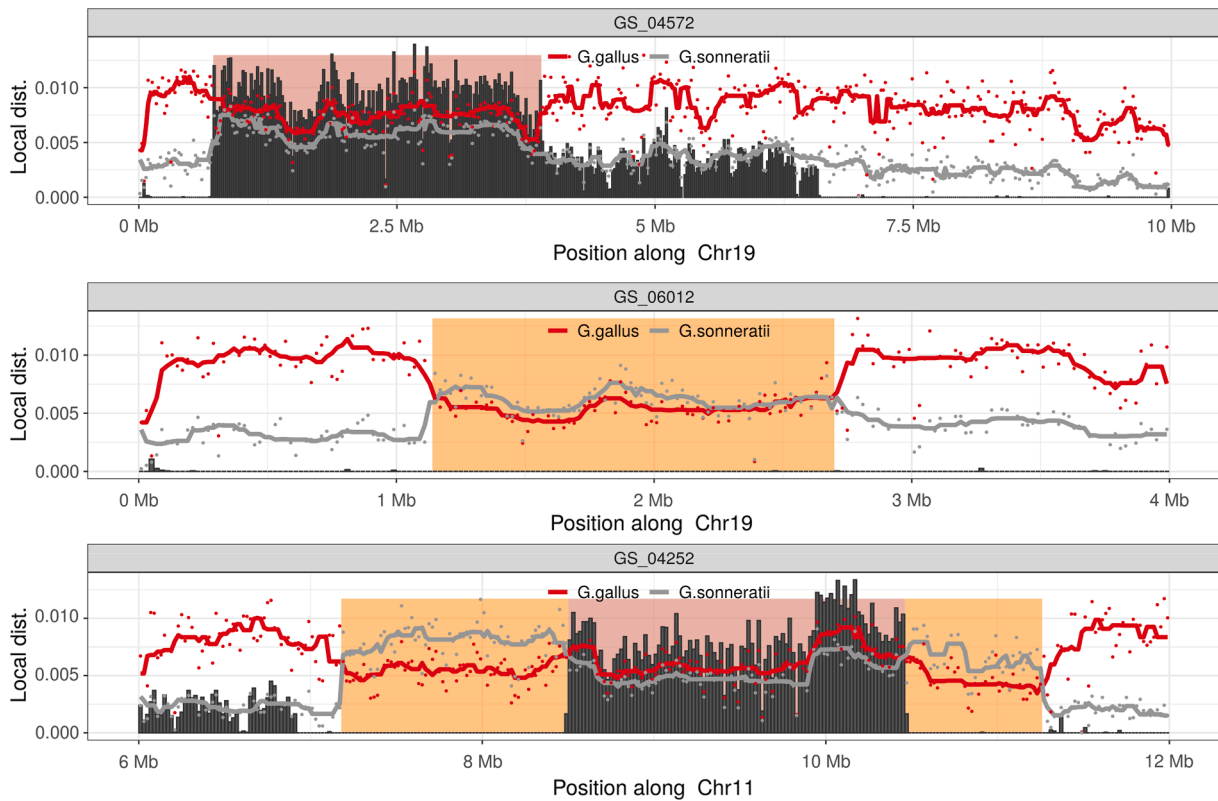 GS_04572
G.gallus G.sonneratii
Local dist.
0.010
0.005
0.000
0 Mb 2.5 Mb 5 Mb 7.5 Mb 10 Mb
Position along Chr19
GS_06012
G.gallus G.sonneratii
Local dist.
0.010
0.005
0.000
0 Mb 1 Mb 2 Mb 3 Mb 4 Mb
Position along Chr19
GS_04252
G.gallus G.sonneratii
Local dist.
0.010
0.005
0.000
6 Mb 8 Mb 10 Mb 12 Mb
Position along Chr11